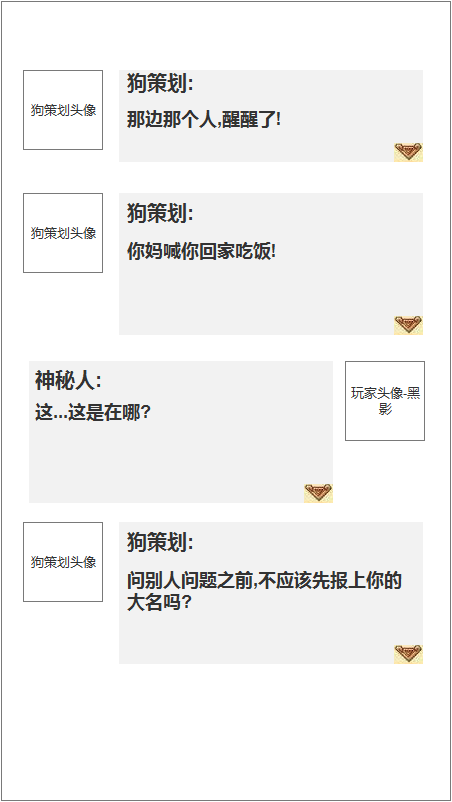 狗策划头像
狗策划:
那边那个人,醒醒了!
狗策划头像
狗策划:
你妈喊你回家吃饭!
神秘人:
这...这是在哪?
玩家头像-黑
影
狗策划头像
狗策划:
问别人问题之前,不应该先报上你的
大名吗?